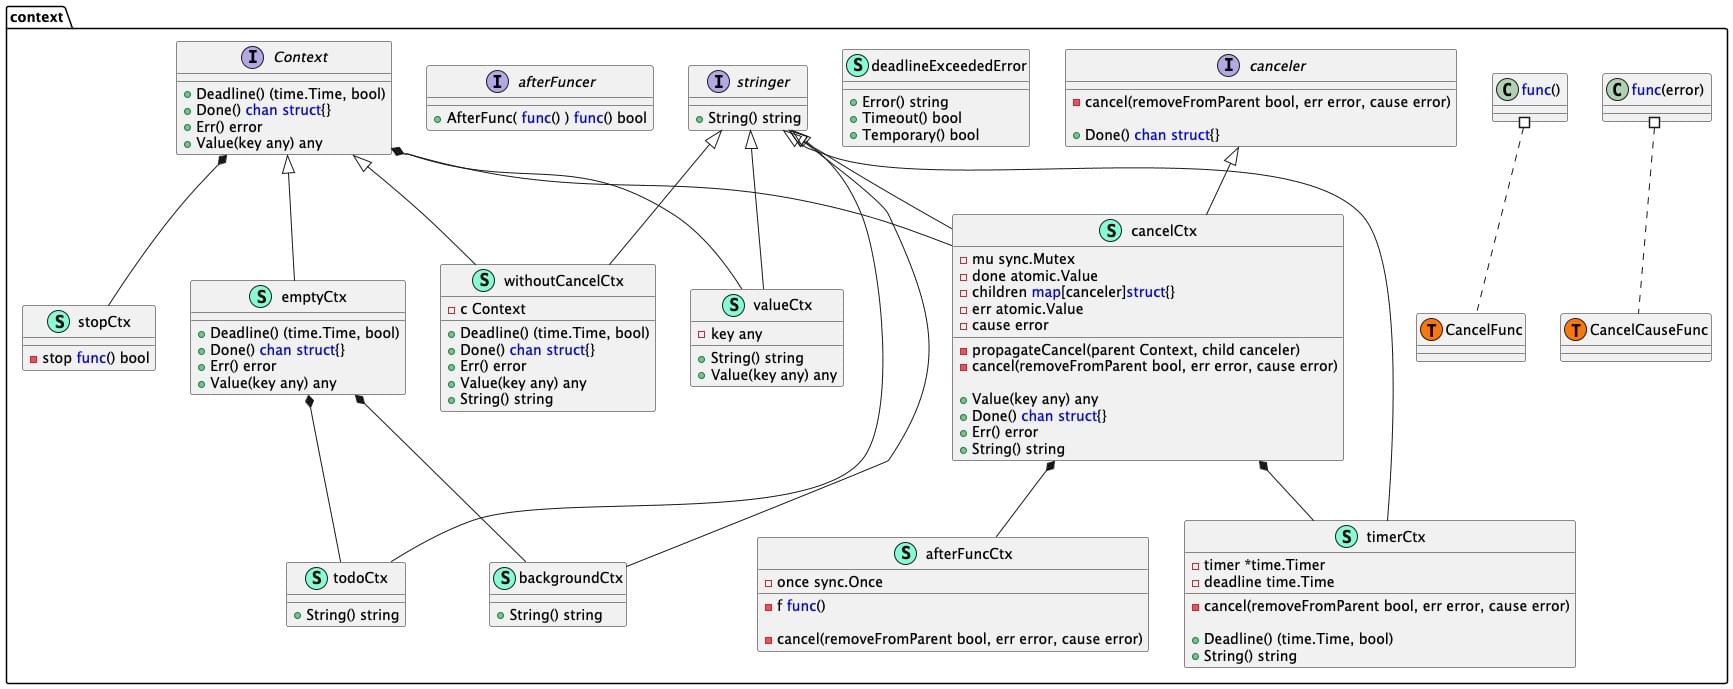 context
I Context
Deadline() (time.Time, bool)
Done() chan struct{}
Err() error
Value(key any) any
I afterFuncer
AfterFunc( func() ) func() bool
I stringer
String() string
S deadlineExceededError
Error() string
Timeout() bool
Temporary() bool
I canceler
cancel(removeFromParent bool, err error, cause error)
Done() chan struct{}
C func()
C func(error)
S stopCtx
stop func() bool
S emptyCtx
Deadline() (time.Time, bool)
Done() chan struct{}
Err() error
Value(key any) any
S withoutCancelCtx
c Context
Deadline() (time.Time, bool)
Done() chan struct{}
Err() error
Value(key any) any
String() string
S valueCtx
key any
String() string
Value(key any) any
S cancelCtx
mu sync.Mutex
done atomic.Value
children map[canceler]struct{}
err atomic.Value
cause error
propagateCancel(parent Context, child canceler)
cancel(removeFromParent bool, err error, cause error)
Value(key any) any
Done() chan struct{}
Err() error
String() string
T CancelFunc
T CancelCauseFunc
S todoCtx
String() string
S backgroundCtx
String() string
S afterFuncCtx
once sync.Once
f func()
cancel(removeFromParent bool, err error, cause error)
S timerCtx
timer *time.Timer
deadline time.Time
cancel(removeFromParent bool, err error, cause error)
Deadline() (time.Time, bool)
String() string